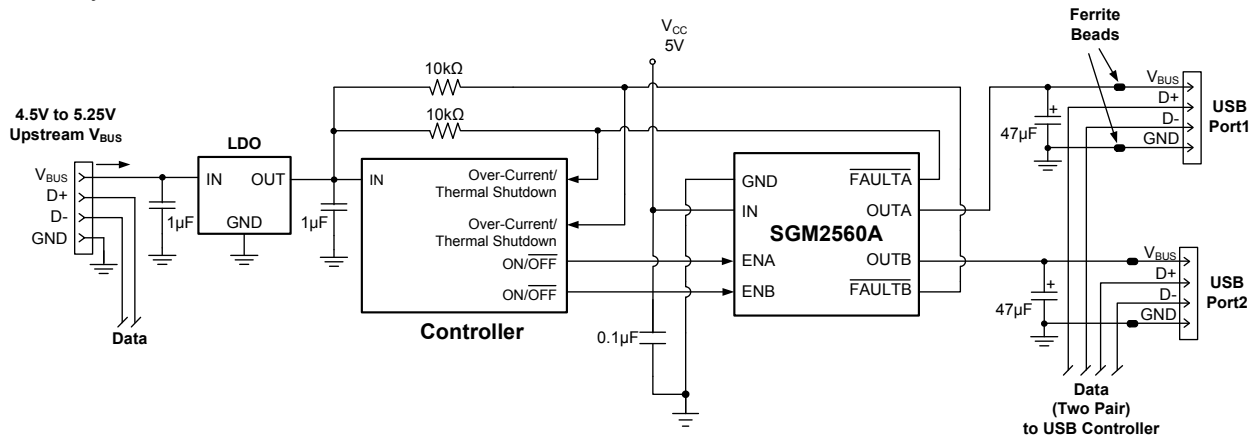 Ferrite
Beads
VCC
5V
10kΩ
10kΩ
4.5V to 5.25V
Upstream VBUS
VBUS
D+
D-
GND
Data
1µF
LDO
IN
OUT
GND
1µF
IN
Over-Current/
Thermal Shutdown
Over-Current/
Thermal Shutdown
ON/OFF
ON/OFF
Controller
0.1µF
GND
IN
ENA
ENB
SGM2560A
FAULTA
OUTA
OUTB
FAULTB
+
47µF
VBUS
D+
D-
GND
USB
Port1
+
47µF
VBUS
D+
D-
GND
USB
Port2
Data
(Two Pair)
to USB Controller